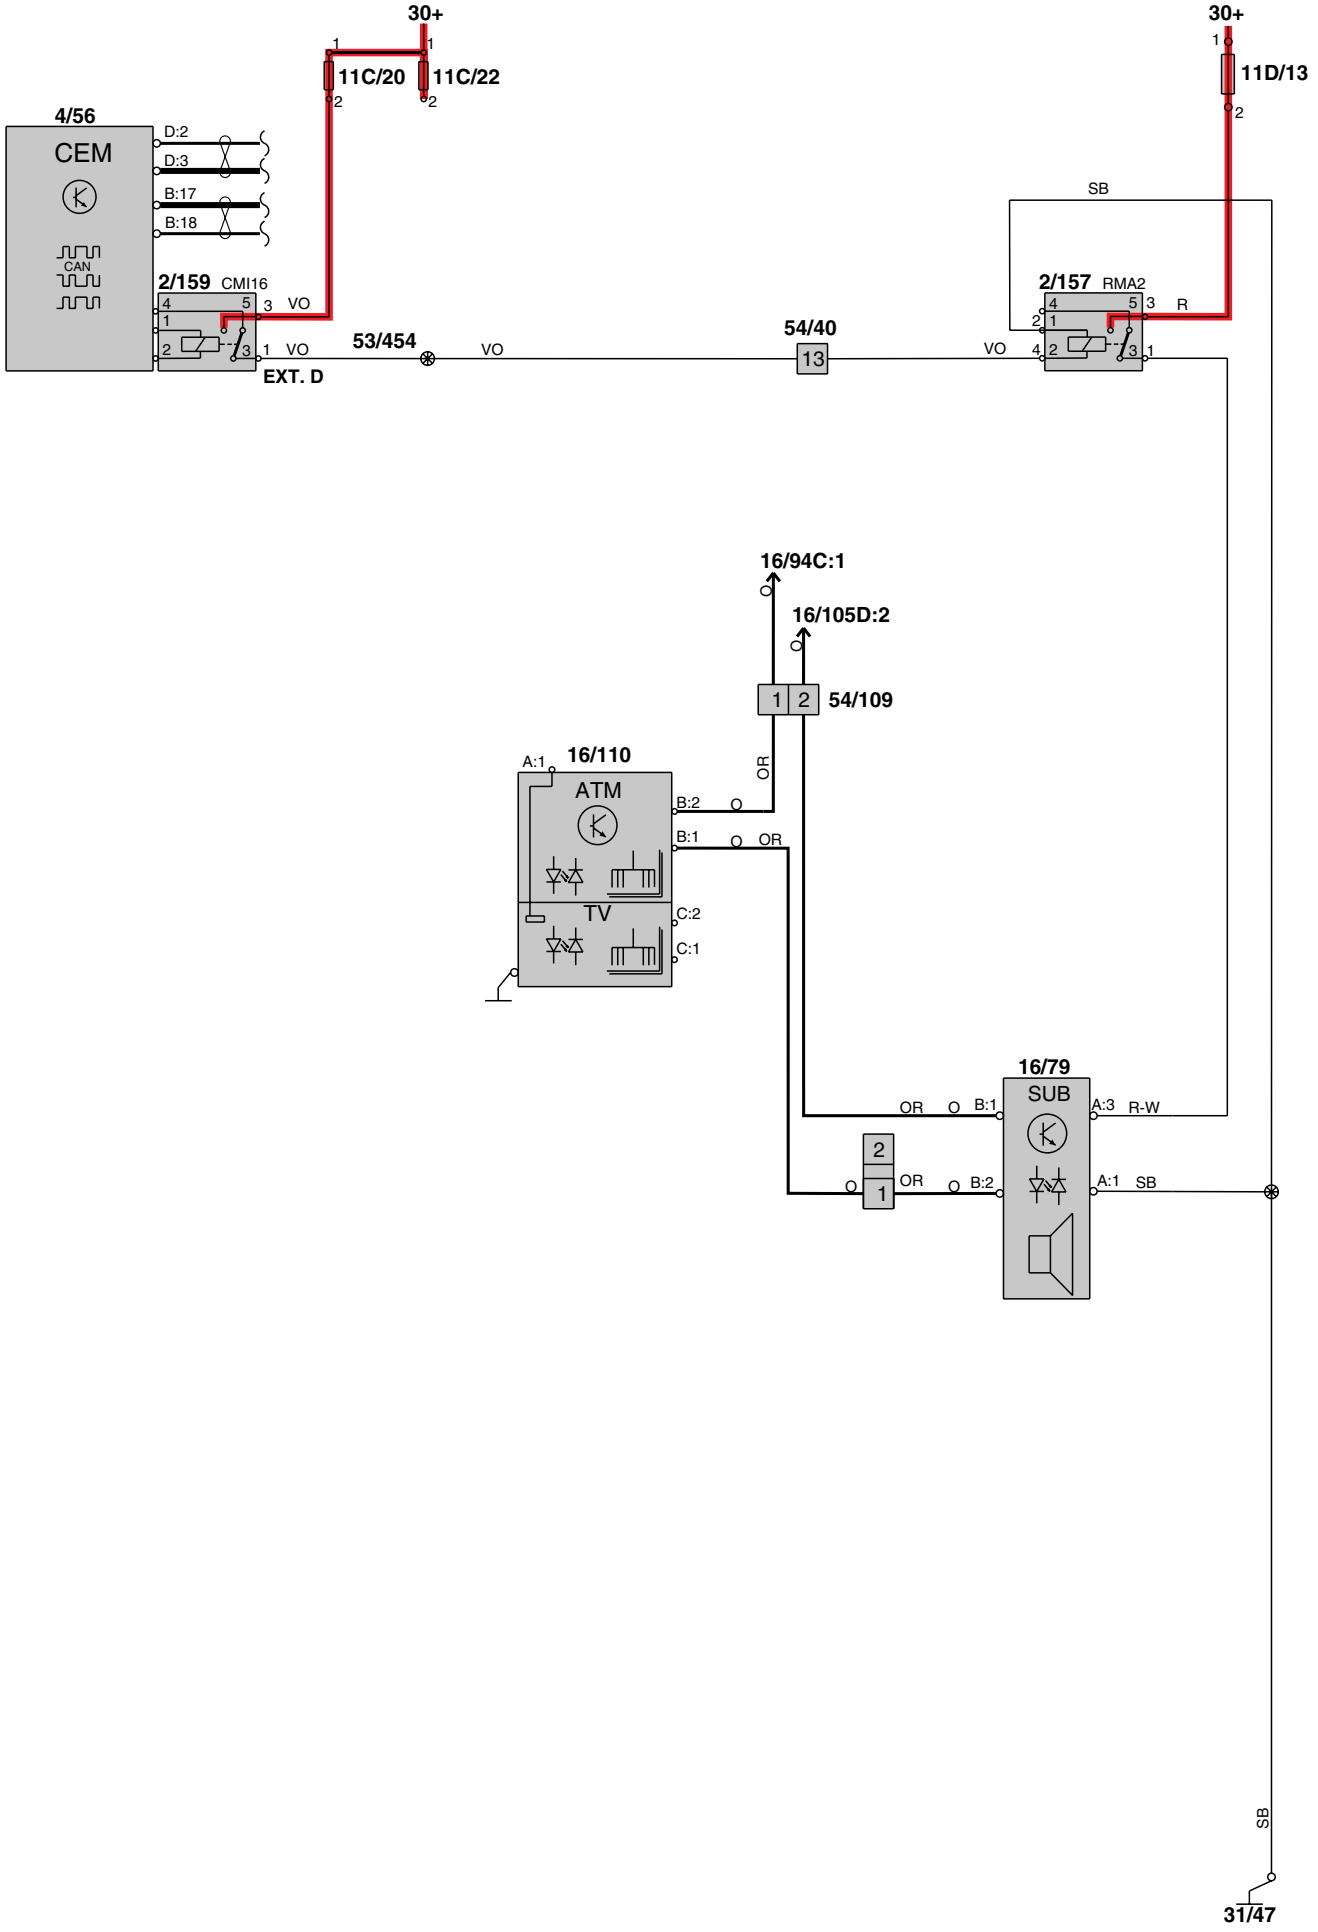 30+
30+
1
1
1
11C/20
11C/22
11D/13
2
2
2
4/56
CEM
D:2
D:3
B:17
B:18
CAN
SB
2/159
CMI16
2/157
RMA2
4
5
3
VO
4
5
3
R
1
2
1
2
3
1
VO
53/454
VO
54/40
13
VO
4
2
3
1
EXT. D
16/94C:1
O
16/105D:2
O
1
2
54/109
OR
16/110
A:1
ATM
B:2
O
B:1
O
OR
TV
C:2
C:1
16/79
SUB
OR
O
B:1
A:3
R-W
2
O
1
OR
O
B:2
A:1
SB
SB
31/47